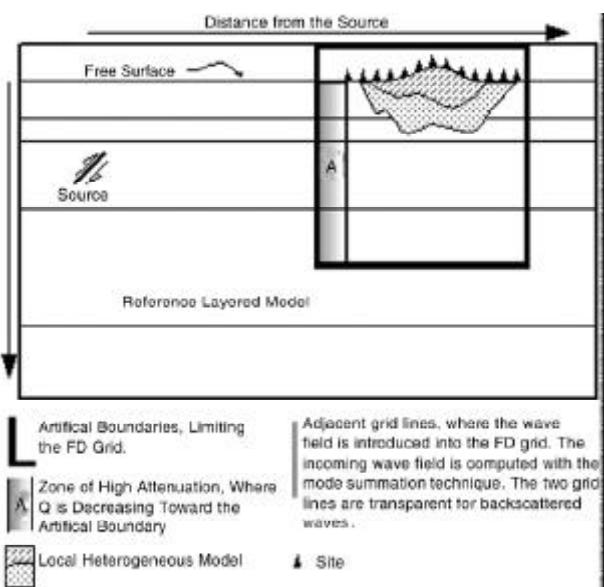 Distance from the Source
Free Surface
A
Source
Reference Layered Model
Artifical Boundaries, Limiting
the FD Grid.
A
Zone of High Attenuation, Where
Q is Decreasing Toward the
Artifical Boundary
Local Heterogeneous Model
Adjacent grid lines, where the wave
field is introduced into the FD grid. The
incoming wave field is computed with the
mode summation technique. The two grid
lines are transparent for backscattered
waves.
Site